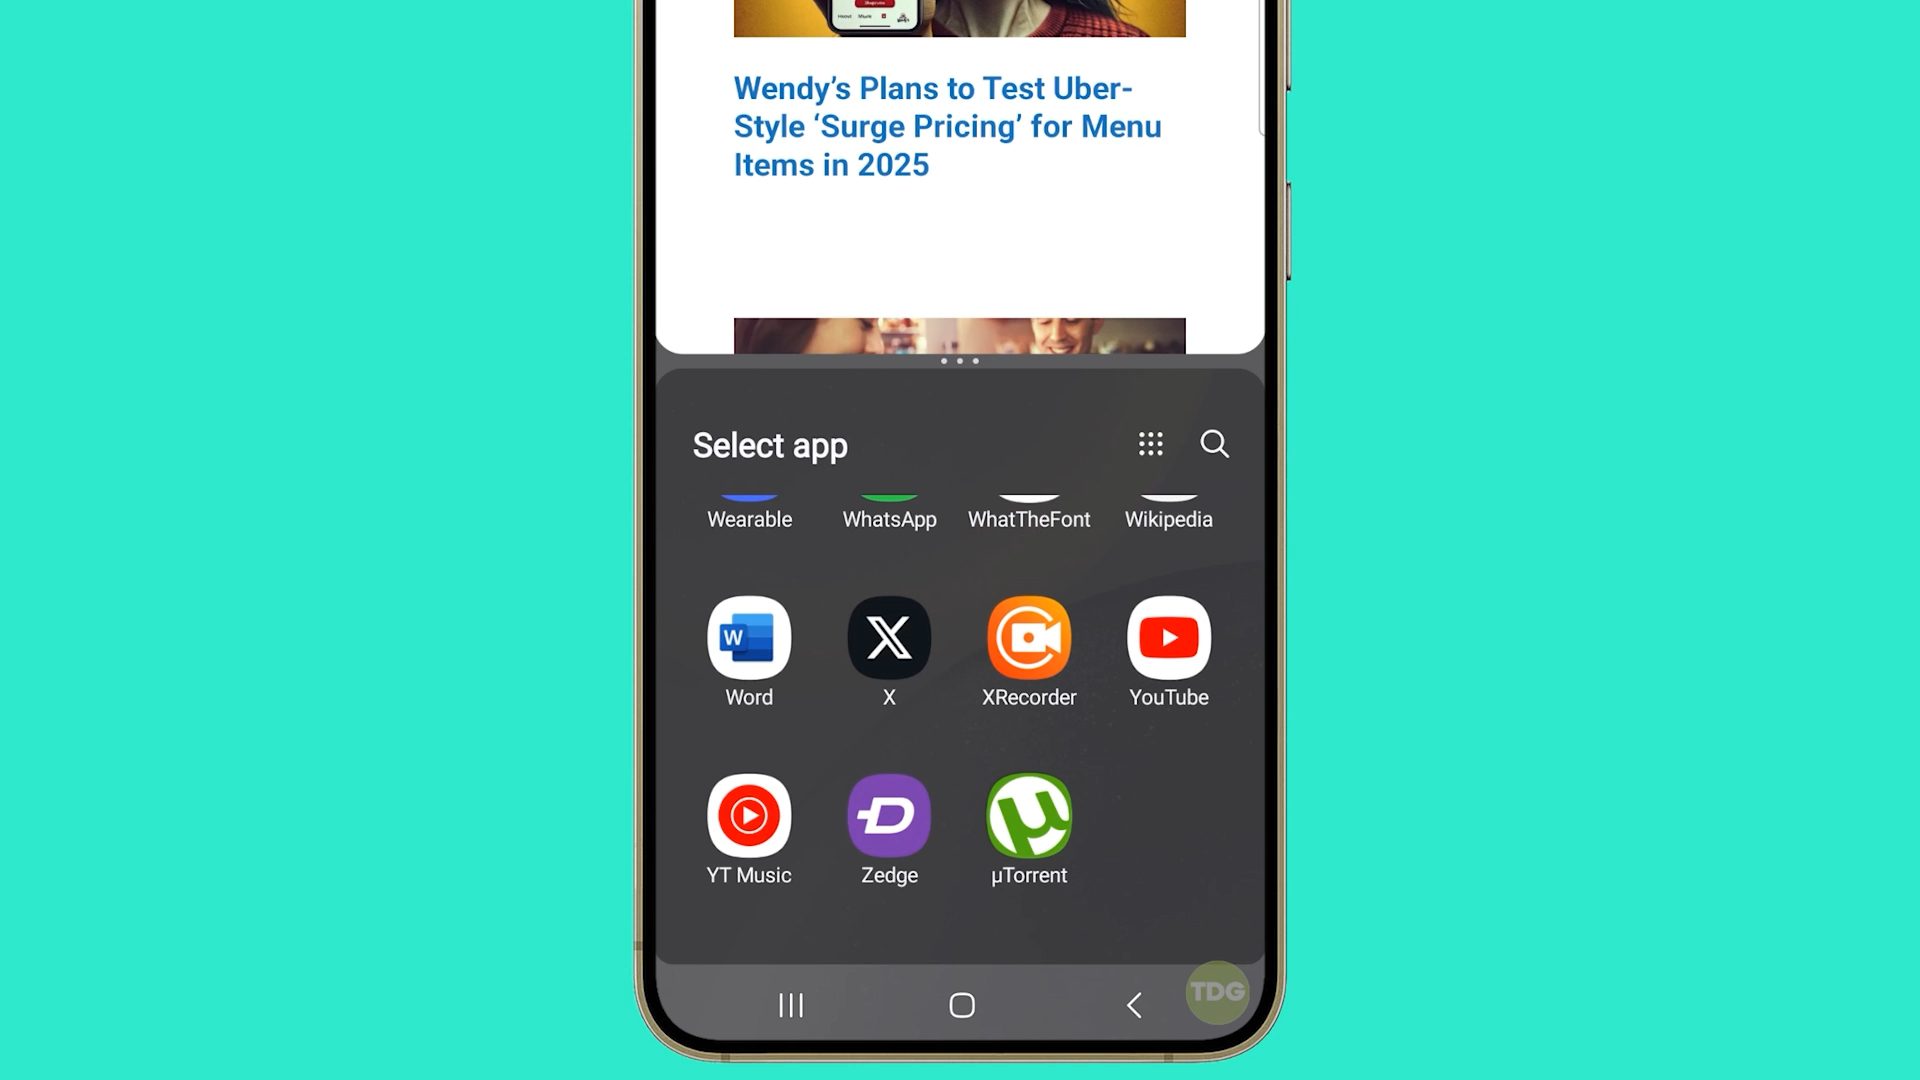 Wendy’s Plans to Test Uber-
Style ‘Surge Pricing’ for Menu
Items in 2025
Select app
Wearable
WhatsApp
WhatTheFont
Wikipedia
W
Word
X
XRecorder
YouTube
YT Music
Zedge
µTorrent
TDG